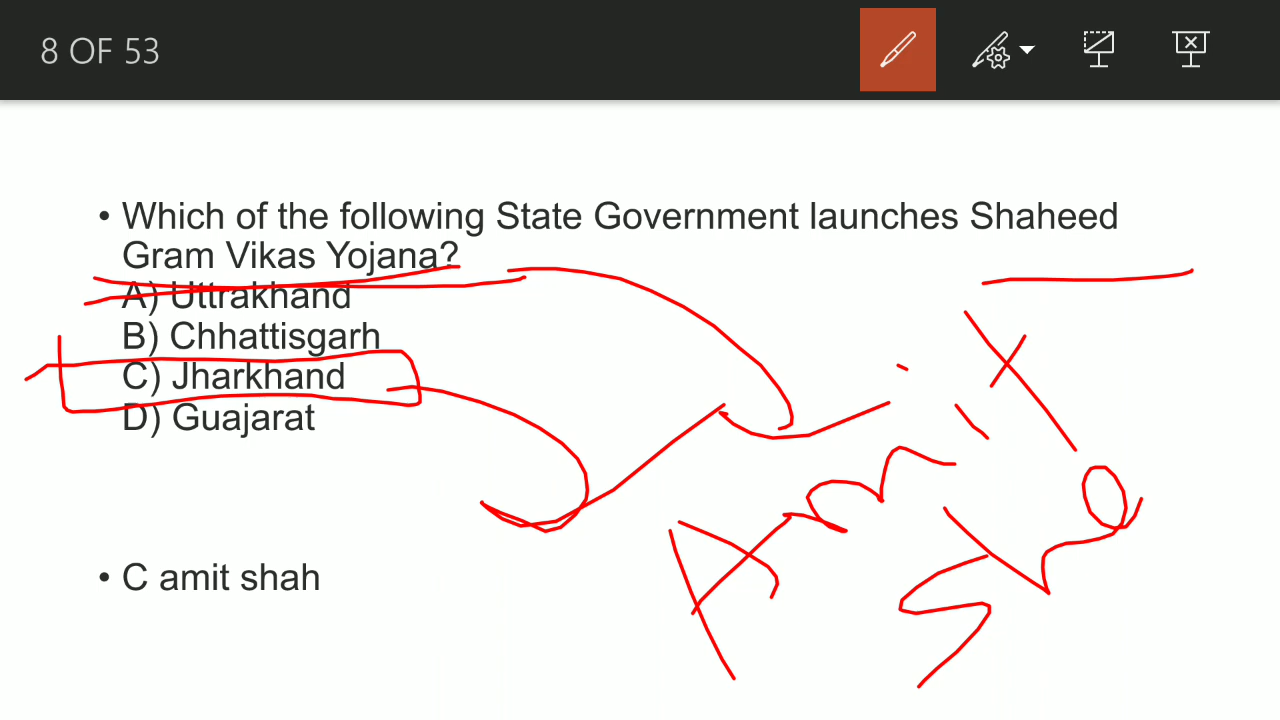 8 OF 53
• Which of the following State Government launches Shaheed
Gram Vikas Yojana?
A) Uttrakhand
B) Chhattisgarh
C) Jharkhand
D) Guajarat
• C amit shah
Amit